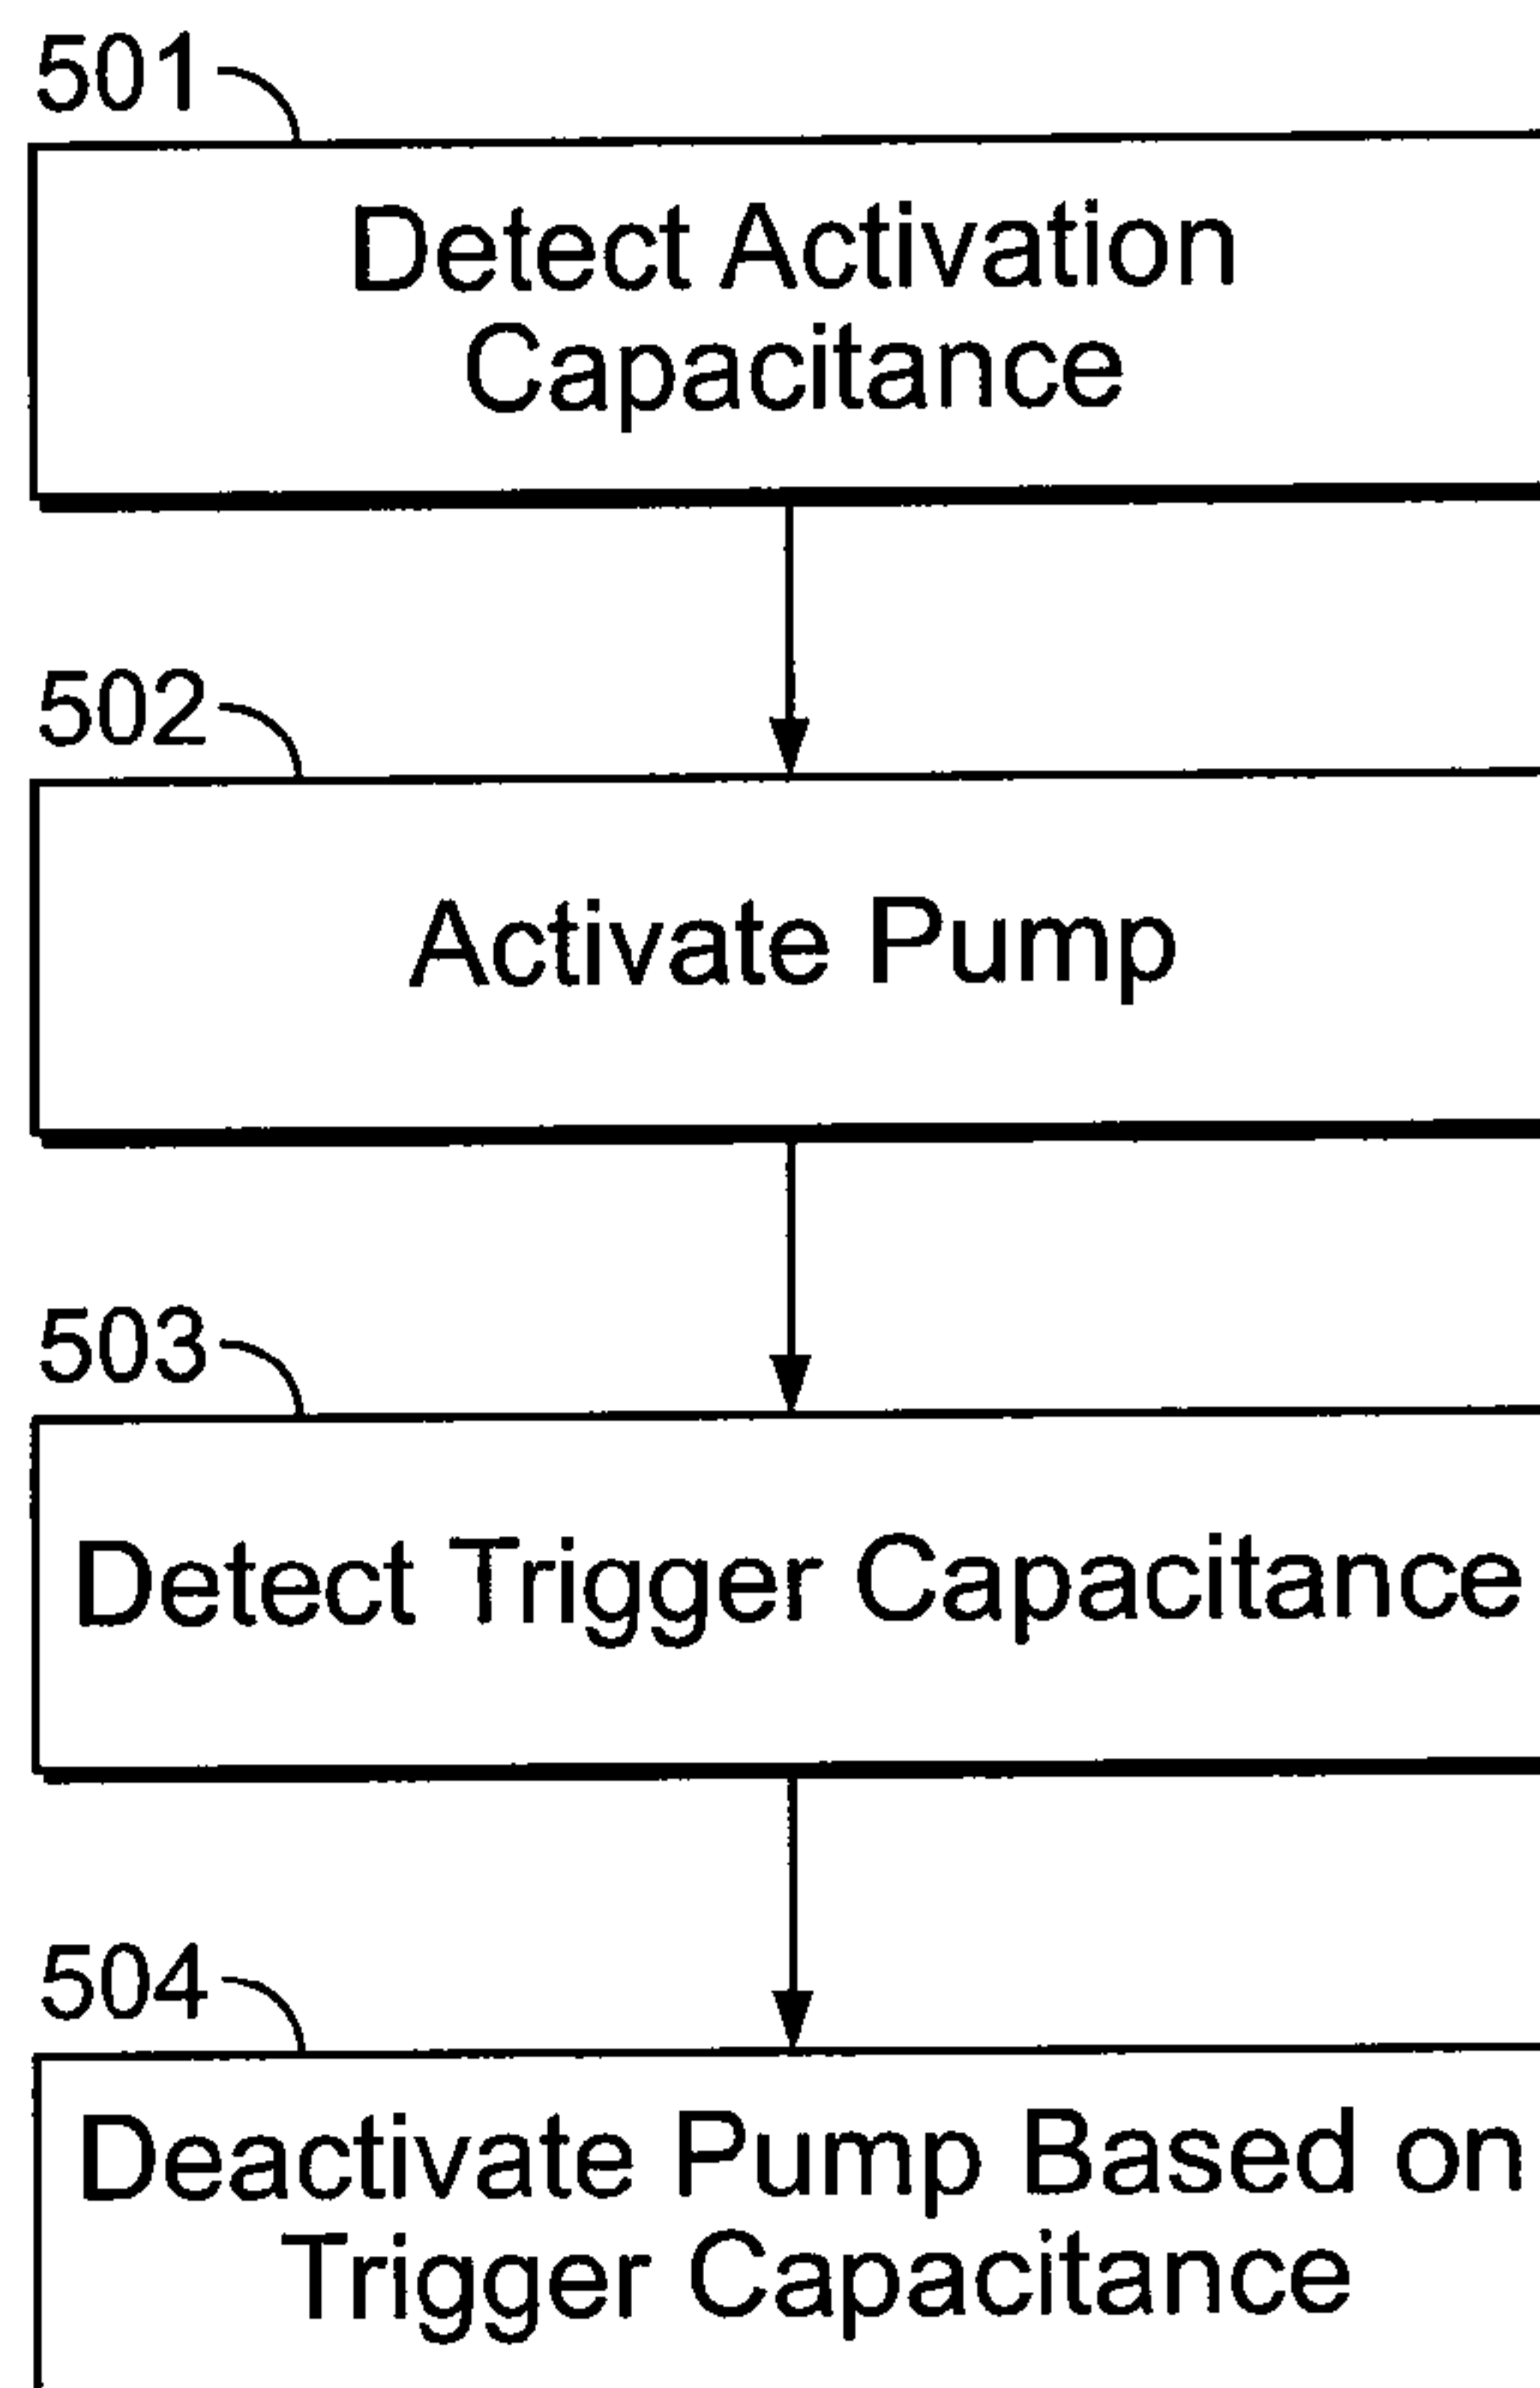 501
Detect Activation
Capacitance
502
Activate Pump
503
Detect Trigger Capacitance
504
Deactivate Pump Based on
Trigger Capacitance